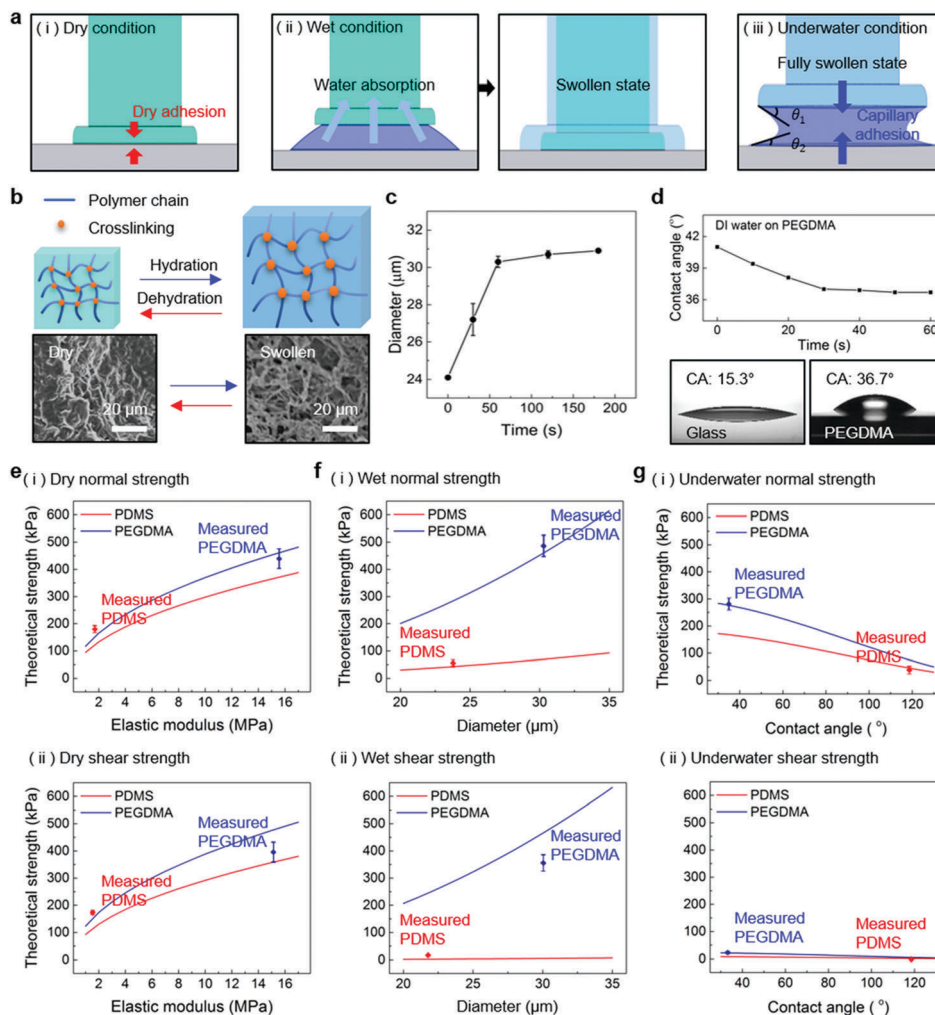 a
( i ) Dry condition
Dry adhesion
( ii ) Wet condition
Water absorption
Swollen state
(iii) Underwater condition
Fully swollen state
θ1
θ2
Capillary
adhesion
b
Polymer chain
Crosslinking
Hydration
Dehydration
Dry
20 μm
Swollen
20 μm
c
Diameter (μm)
32
30
28
26
24
0 50 100 150 200
Time (s)
d
DI water on PEGDMA
Contact angle (°)
42
39
36
0 20 40 60
Time (s)
CA: 15.3°
Glass
CA: 36.7°
PEGDMA
e
( i ) Dry normal strength
Theoretical strength (kPa)
600
500
400
300
200
100
0
PDMS
PEGDMA
Measured
PEGDMA
Measured
PDMS
2 4 6 8 10 12 14 16
Elastic modulus (MPa)
( ii ) Dry shear strength
Theoretical strength (kPa)
600
500
400
300
200
100
0
PDMS
PEGDMA
Measured
PEGDMA
Measured
PDMS
2 4 6 8 10 12 14 16
Elastic modulus (MPa)
f
( i ) Wet normal strength
Theoretical strength (kPa)
600
500
400
300
200
100
0
PDMS
PEGDMA
Measured
PEGDMA
Measured
PDMS
20 25 30 35
Diameter (μm)
( ii ) Wet shear strength
Theoretical strength (kPa)
600
500
400
300
200
100
0
PDMS
PEGDMA
Measured
PEGDMA
Measured
PDMS
20 25 30 35
Diameter (μm)
g
( i ) Underwater normal strength
Theoretical strength (kPa)
600
500
400
300
200
100
0
PDMS
PEGDMA
Measured
PEGDMA
Measured
PDMS
40 60 80 100 120
Contact angle ( °)
( ii ) Underwater shear strength
Theoretical strength (kPa)
600
500
400
300
200
100
0
PDMS
PEGDMA
Measured
PEGDMA
Measured
PDMS
40 60 80 100 120
Contact angle ( °)